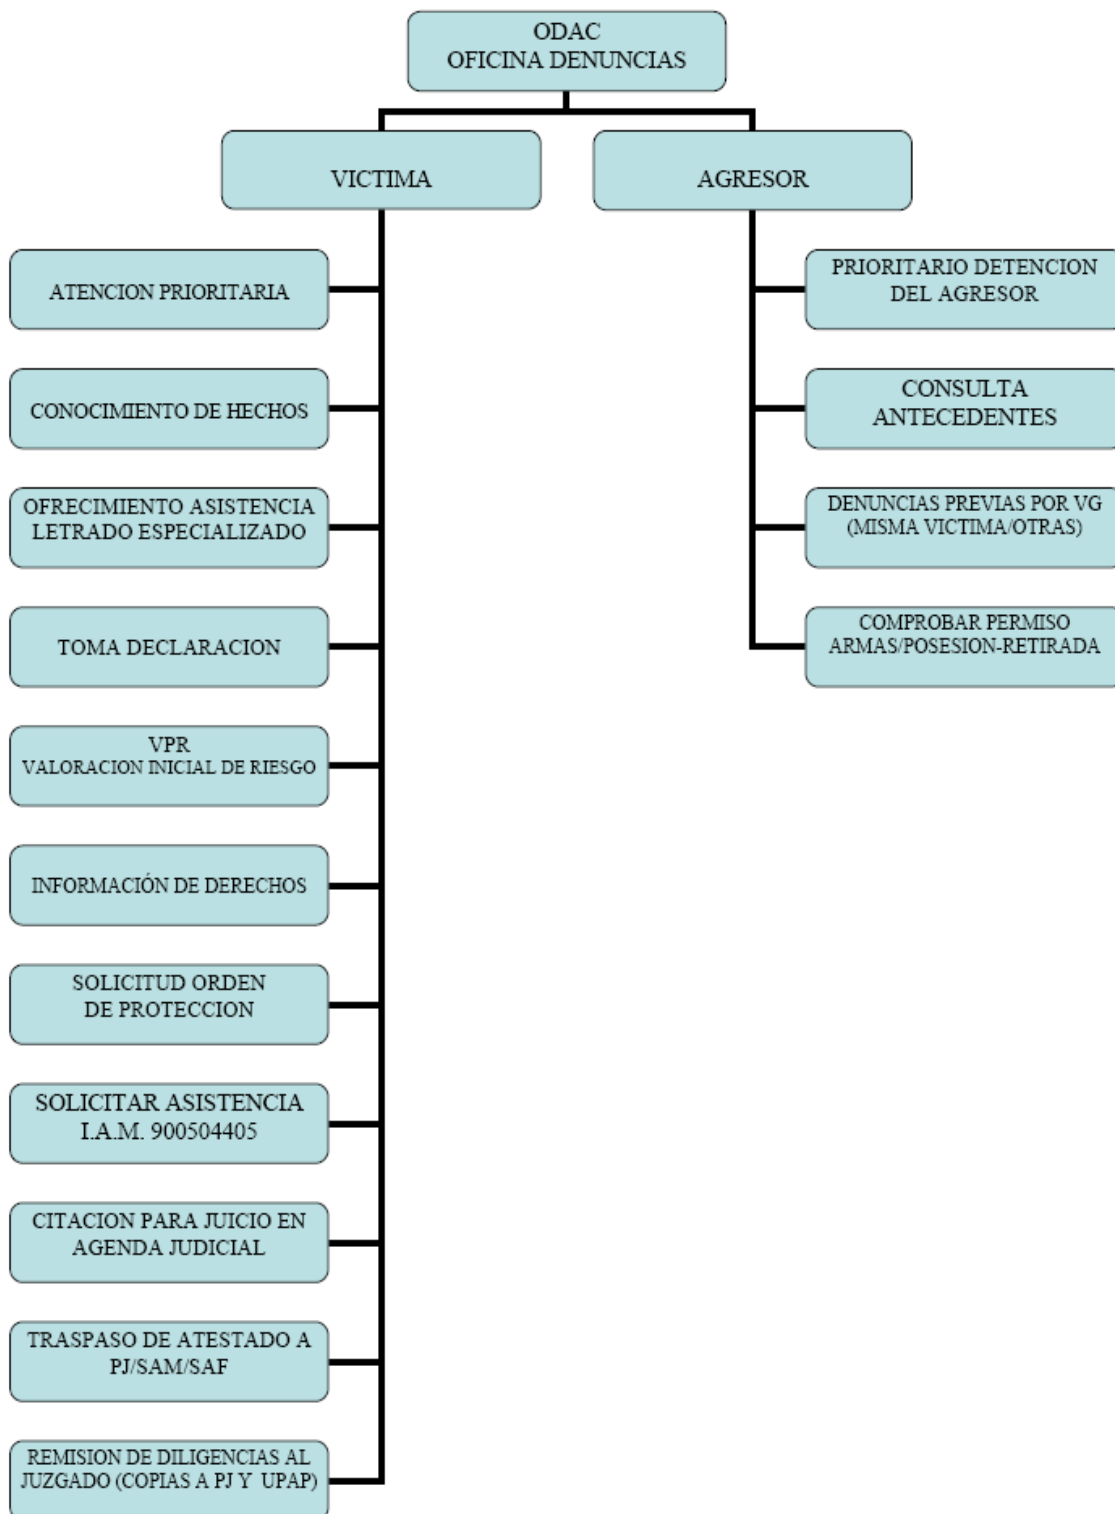 ODAC
OFICINA DENUNCIAS
VICTIMA
AGRESOR
ATENCION PRIORITARIA
CONOCIMIENTO DE HECHOS
OFRECIMIENTO ASISTENCIA
LETRADO ESPECIALIZADO
TOMA DECLARACION
VPR
VALORACION INICIAL DE RIESGO
INFORMACIÓN DE DERECHOS
SOLICITUD ORDEN
DE PROTECCION
SOLICITAR ASISTENCIA
I.A.M. 900504405
CITACION PARA JUICIO EN
AGENDA JUDICIAL
TRASPASO DE ATESTADO A
PJ/SAM/SAF
REMISION DE DILIGENCIAS AL
JUZGADO (COPIAS A PJ Y UPAP)
PRIORITARIO DETENCION
DEL AGRESOR
CONSULTA
ANTECEDENTES
DENUNCIAS PREVIAS POR VG
(MISMA VICTIMA/OTRAS)
COMPROBAR PERMISO
ARMAS/POSESION-RETIRADA